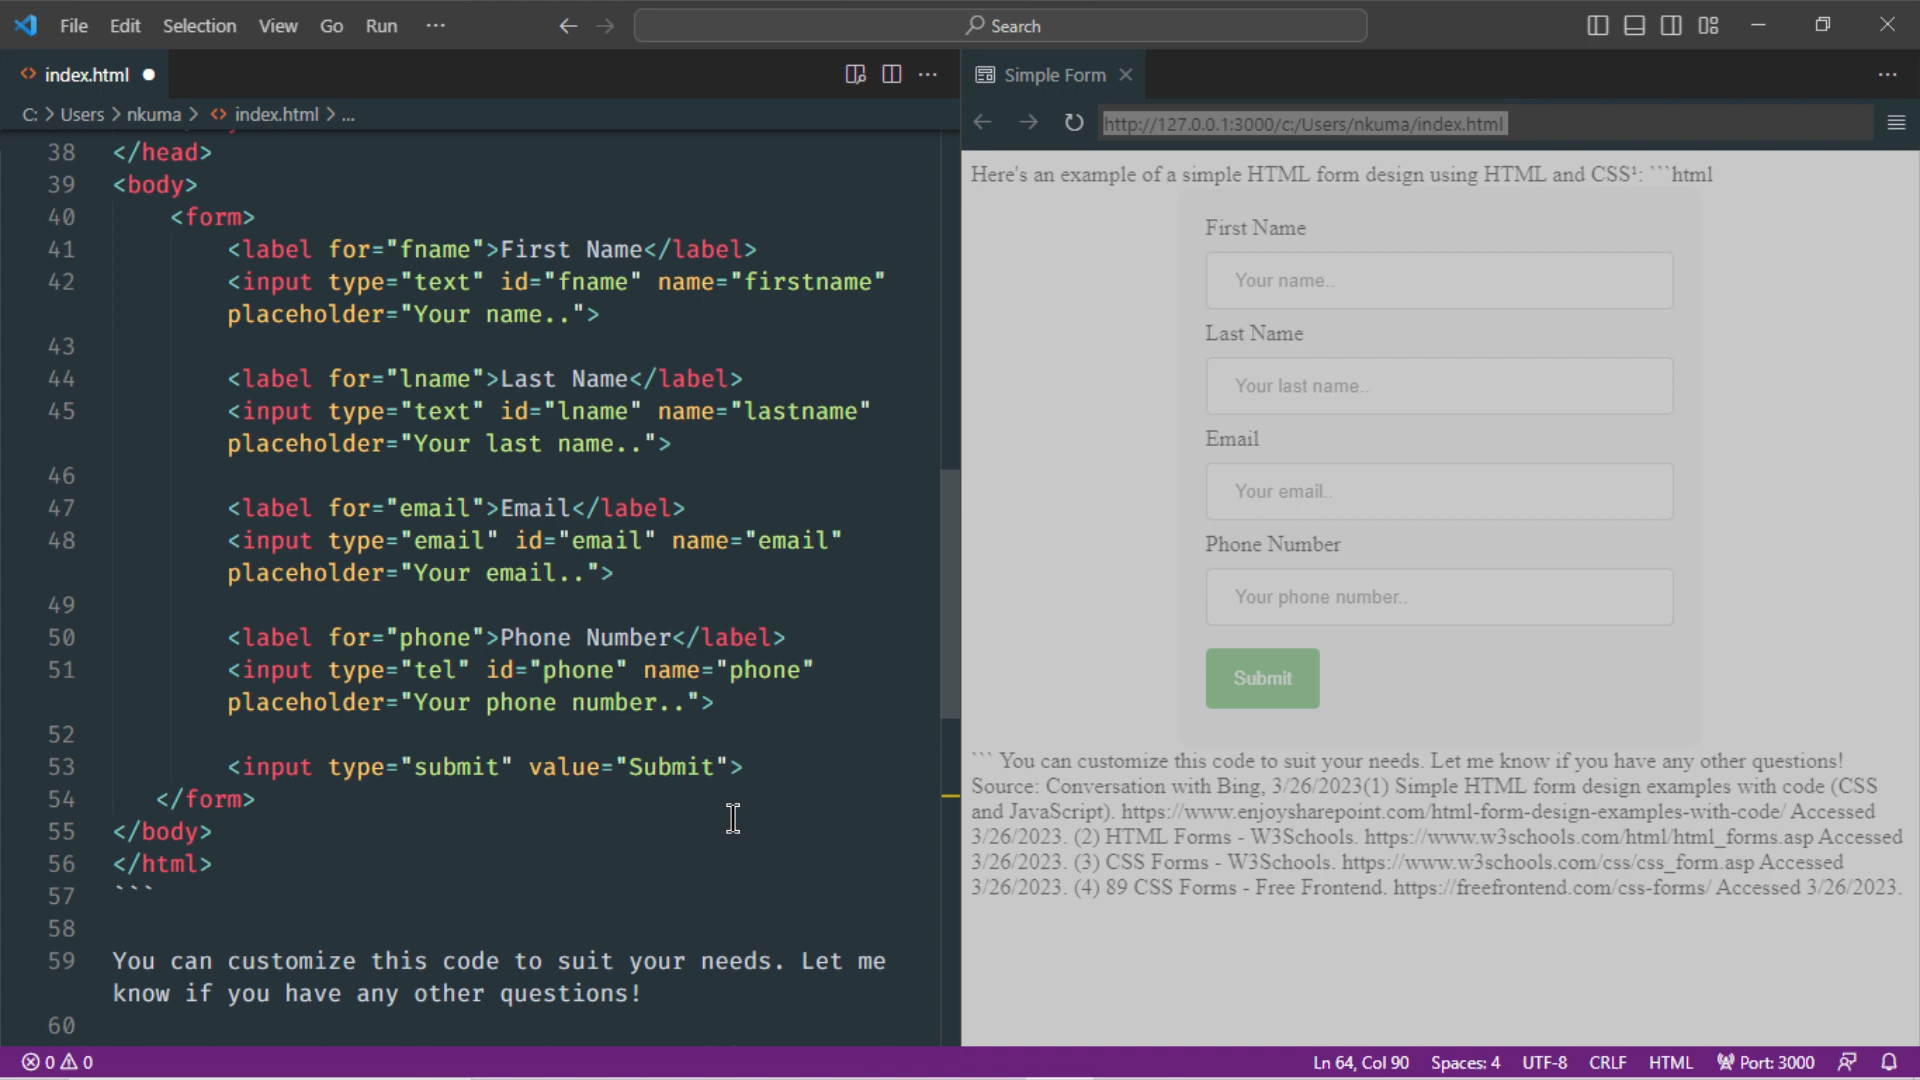 File Edit Selection View Go Run ···
Search
index.html
Simple Form
C: > Users > nkuma > index.html > ...
http://127.0.0.1:3000/c:/Users/nkuma/index.html
38 </head>
39 <body>
40 <form>
41 <label for="fname">First Name</label>
42 <input type="text" id="fname" name="firstname"
placeholder="Your name..">
43
44 <label for="lname">Last Name</label>
45 <input type="text" id="lname" name="lastname"
placeholder="Your last name..">
46
47 <label for="email">Email</label>
48 <input type="email" id="email" name="email"
placeholder="Your email..">
49
50 <label for="phone">Phone Number</label>
51 <input type="tel" id="phone" name="phone"
placeholder="Your phone number..">
52
53 <input type="submit" value="Submit">
54 </form>
55 </body>
56 </html>
57 ```
58
59 You can customize this code to suit your needs. Let me
know if you have any other questions!
60
Here's an example of a simple HTML form design using HTML and CSS¹: ```html
First Name
Your name..
Last Name
Your last name..
Email
Your email..
Phone Number
Your phone number..
Submit
``` You can customize this code to suit your needs. Let me know if you have any other questions!
Source: Conversation with Bing, 3/26/2023(1) Simple HTML form design examples with code (CSS
and JavaScript). https://www.enjoysharepoint.com/html-form-design-examples-with-code/ Accessed
3/26/2023. (2) HTML Forms - W3Schools. https://www.w3schools.com/html/html_forms.asp Accessed
3/26/2023. (3) CSS Forms - W3Schools. https://www.w3schools.com/css/css_form.asp Accessed
3/26/2023. (4) 89 CSS Forms - Free Frontend. https://freefrontend.com/css-forms/ Accessed 3/26/2023.
0 0
Ln 64, Col 90 Spaces: 4 UTF-8 CRLF HTML Port: 3000